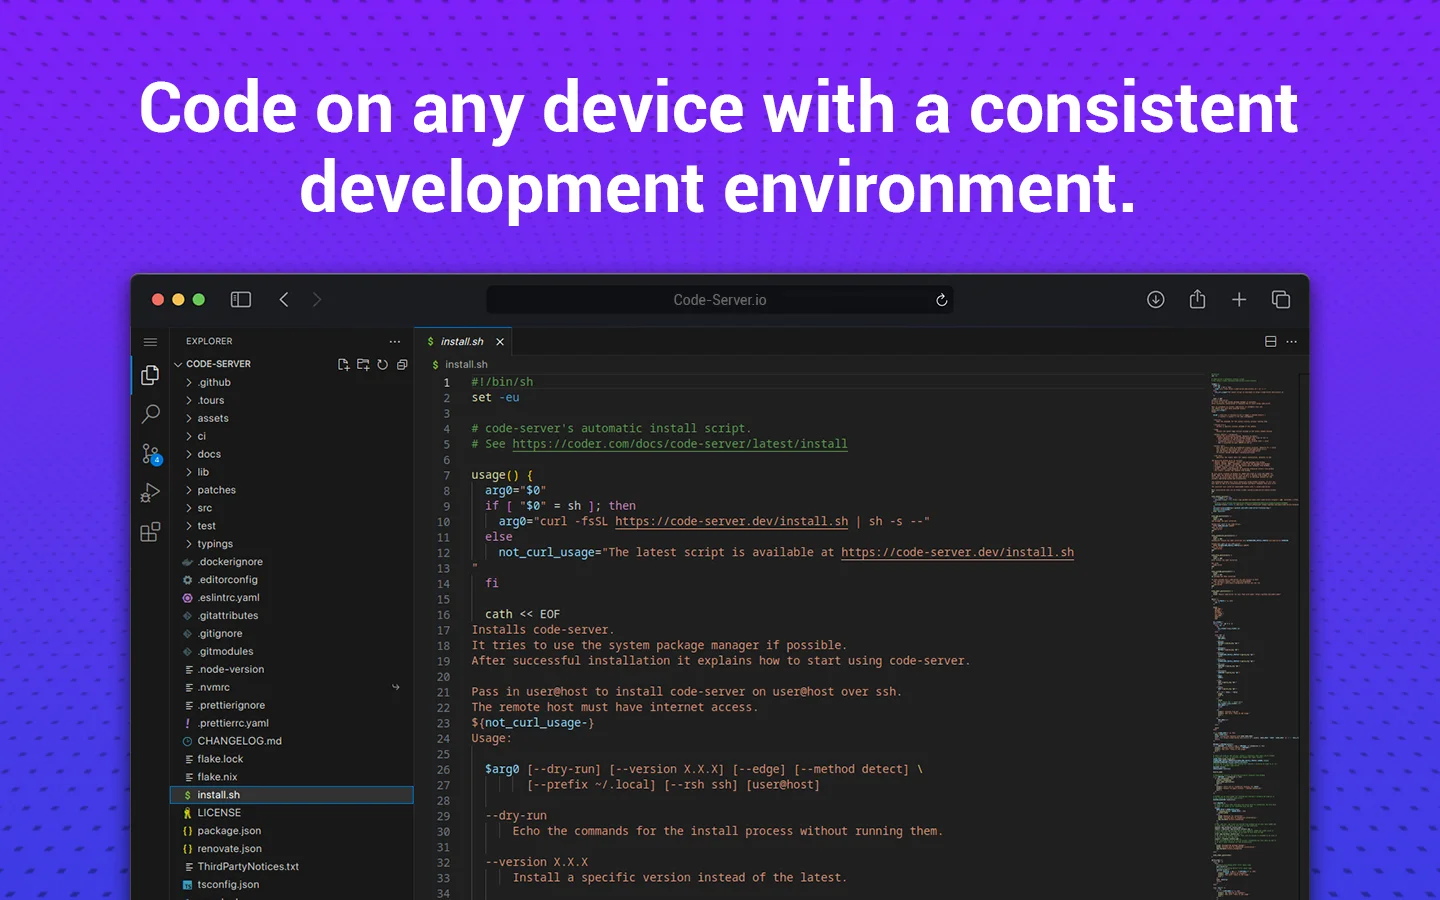 Code on any device with a consistent
development environment.
Code-Server.io
EXPLORER
CODE-SERVER
.github
.tours
assets
ci
docs
lib
patches
src
test
typings
.dockerignore
.editorconfig
.eslintrc.yaml
.gitattributes
.gitignore
.gitmodules
.node-version
.nvmrc
.prettierignore
.prettierrc.yaml
CHANGELOG.md
flake.lock
flake.nix
install.sh
LICENSE
package.json
renovate.json
ThirdPartyNotices.txt
tsconfig.json
4
$ install.sh
$ install.sh
1 #!/bin/sh
2 set -eu
3
4 # code-server's automatic install script.
5 # See https://coder.com/docs/code-server/latest/install
6
7 usage() {
8 arg0="$0"
9 if [ "$0" = sh ]; then
10 arg0="curl -fsSL https://code-server.dev/install.sh | sh -s --"
11 else
12 not_curl_usage="The latest script is available at https://code-server.dev/install.sh
13 "
14 fi
15
16 cath << EOF
17 Installs code-server.
18 It tries to use the system package manager if possible.
19 After successful installation it explains how to start using code-server.
20
21 Pass in user@host to install code-server on user@host over ssh.
22 The remote host must have internet access.
23 ${not_curl_usage-}
24 Usage:
25
26 $arg0 [--dry-run] [--version X.X.X] [--edge] [--method detect] \
27 [--prefix ~/.local] [--rsh ssh] [user@host]
28
29 --dry-run
30 Echo the commands for the install process without running them.
31
32 --version X.X.X
33 Install a specific version instead of the latest.
34